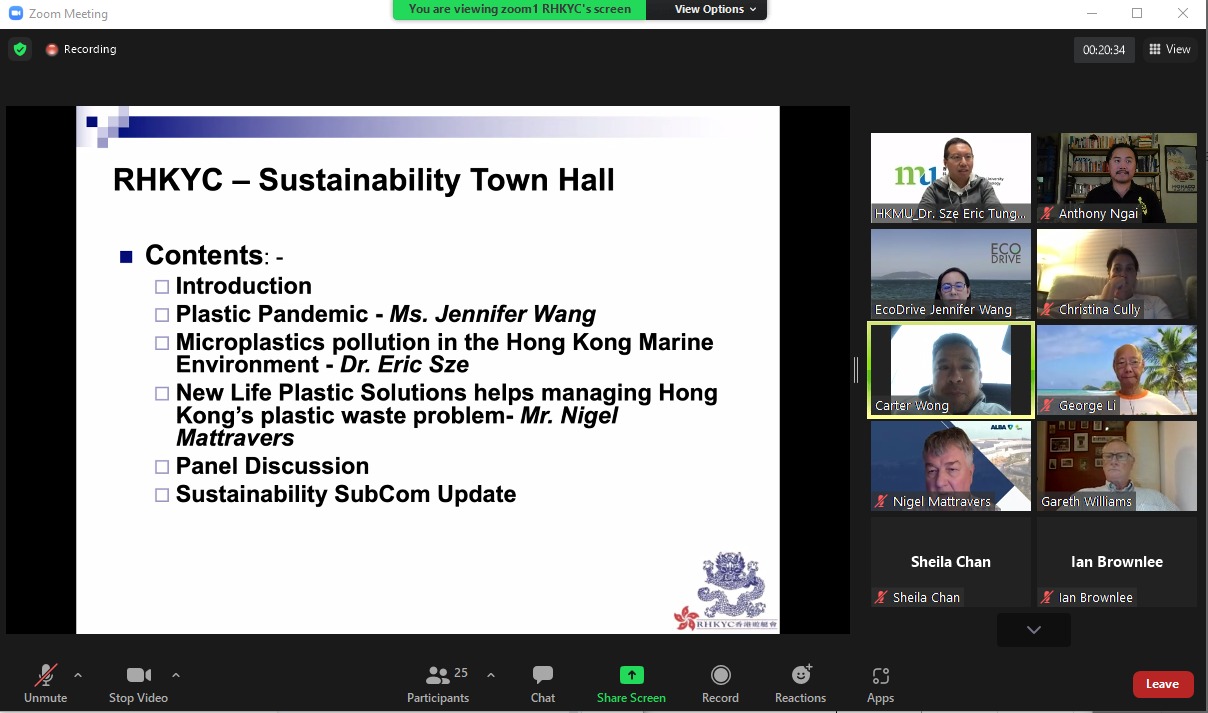 Zoom Meeting
You are viewing zoom1 RHKYC's screen
View Options
Recording
00:20:34
View
RHKYC – Sustainability Town Hall
Contents: -
Introduction
Plastic Pandemic - Ms. Jennifer Wang
Microplastics pollution in the Hong Kong Marine
Environment - Dr. Eric Sze
New Life Plastic Solutions helps managing Hong
Kong's plastic waste problem- Mr. Nigel
Mattravers
Panel Discussion
Sustainability SubCom Update
RHKYC香港遊艇會
mu
HKMU_Dr. Sze Eric Tung...
Anthony Ngai
ECO
DRIVE
EcoDrive Jennifer Wang
Christina Cully
Carter Wong
George Li
ALBA
Nigel Mattravers
Gareth Williams
Sheila Chan
Sheila Chan
Ian Brownlee
Ian Brownlee
Unmute
Stop Video
25
Participants
Chat
Share Screen
Record
Reactions
Apps
Leave